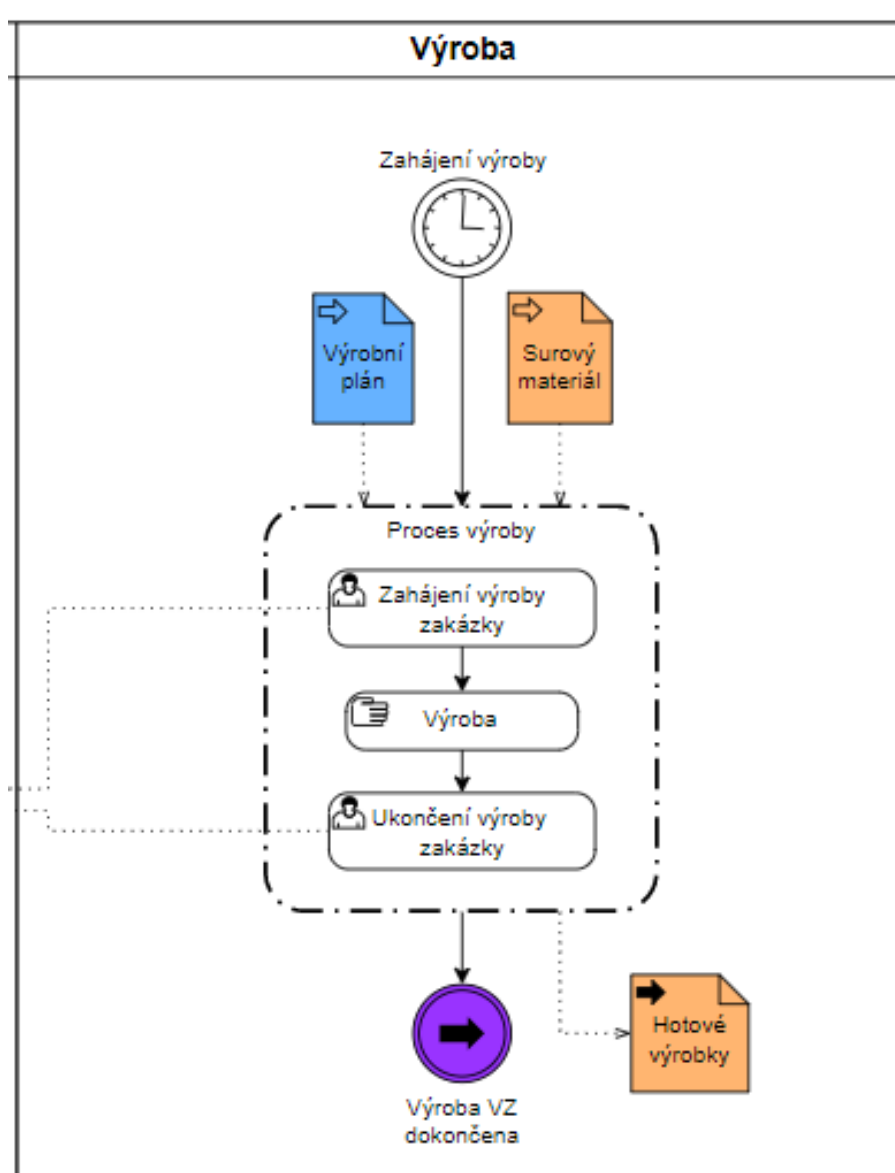 Výroba
Zahájení výroby
Výrobní
plán
Surový
materiál
Proces výroby
Zahájení výroby
zakázky
Výroba
Ukončení výroby
zakázky
Hotové
výrobky
Výroba VZ
dokončena